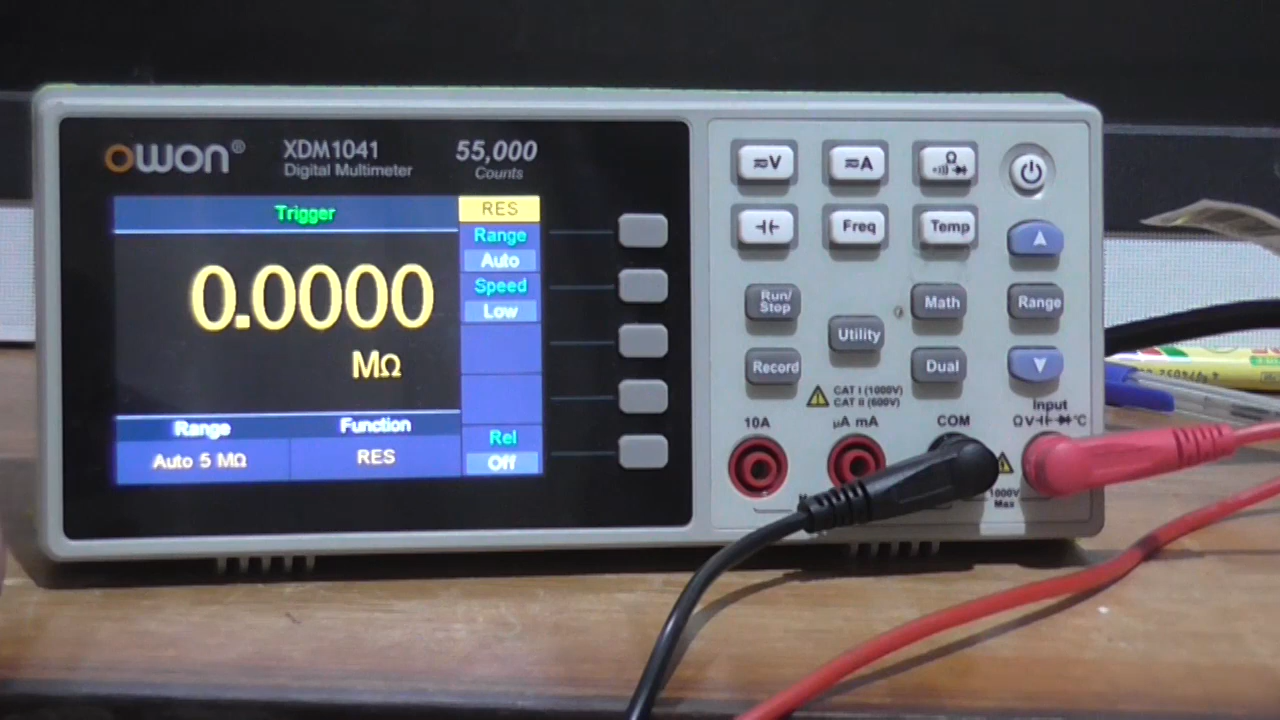 owon®
XDM1041
Digital Multimeter
55,000
Counts
Trigger
0.0000
MΩ
Range
Function
Auto 5 MΩ
RES
RES
Range
Auto
Speed
Low
Rel
Off
≂V
≂A
Ω
Freq
Temp
Run/
Stop
Math
Range
Utility
Record
Dual
CAT I (1000V)
CAT II (600V)
10A
µA mA
COM
Input
ΩV °C
1000V
Max